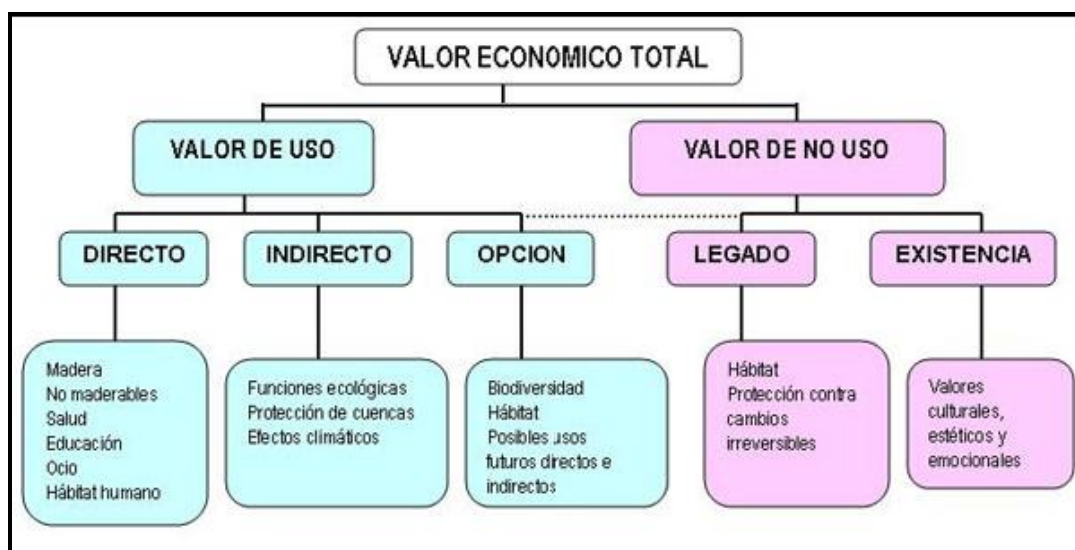 VALOR ECONOMICO TOTAL
VALOR DE USO
VALOR DE NO USO
DIRECTO
INDIRECTO
OPCION
LEGADO
EXISTENCIA
Madera
No maderables
Salud
Educación
Ocio
Hábitat humano
Funciones ecológicas
Protección de cuencas
Efectos climáticos
Biodiversidad
Hábitat
Posibles usos
futuros directos e
indirectos
Hábitat
Protección contra
cambios
irreversibles
Valores
culturales,
estéticos y
emocionales